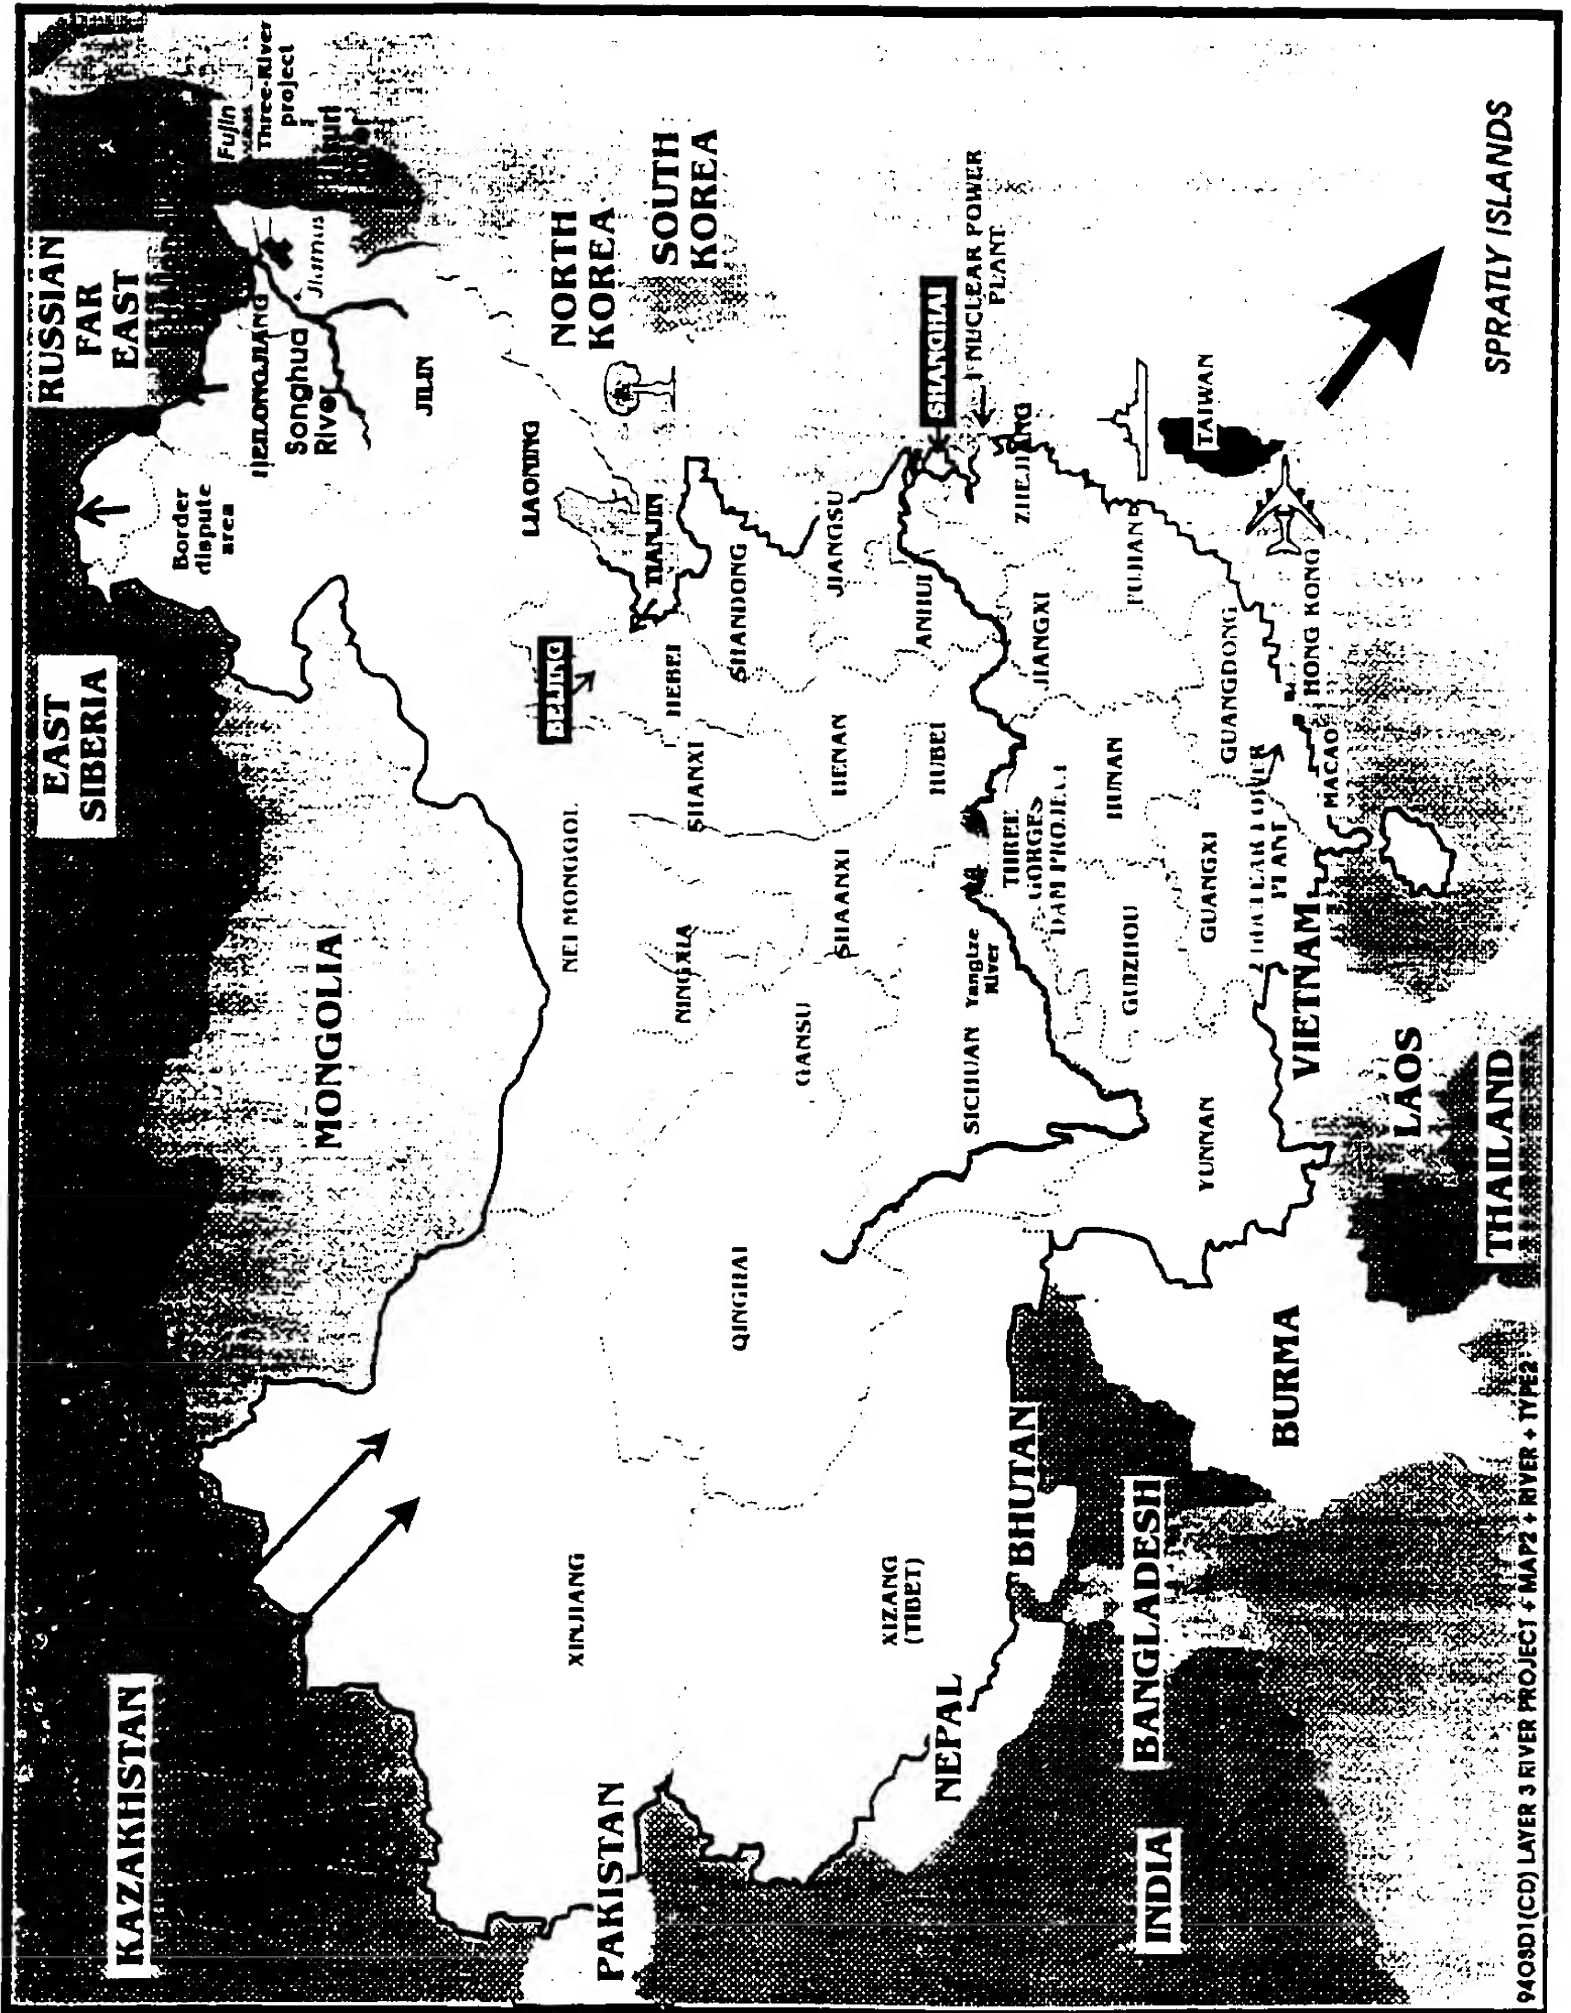 KAZAKHSTAN
EAST
SIBERIA
RUSSIAN
FAR
EAST
Fujin
Three-River
project
Border
dispute
area
HEILONGJIANG
Songhua
River
Jiamus
JILIN
MONGOLIA
NORTH
KOREA
SOUTH
KOREA
LIAONING
BEIJING
TIANJIN
NEI MONGGOL
HEBEI
SHANXI
SHANDONG
NINGXIA
XINJIANG
PAKISTAN
QINGHAI
GANSU
SHAANXI
HENAN
JIANGSU
SHANGHAI
NUCLEAR POWER
PLANT
ANHUI
HUBEI
ZHEJIANG
XIZANG
(TIBET)
SICHUAN
Yangtze
River
THREE
GORGES
DAM PROJECT
JIANGXI
HUNAN
FUJIAN
TAIWAN
NEPAL
BHUTAN
GUIZHOU
GUANGXI
GUANGDONG
YUNNAN
PLANT
HONG KONG
MACAO
INDIA
BANGLADESH
BURMA
VIETNAM
LAOS
THAILAND
SPRATLY ISLANDS
94O3D1(CD) LAYER 3 RIVER PROJECT + MAP2 + RIVER + TYPE2